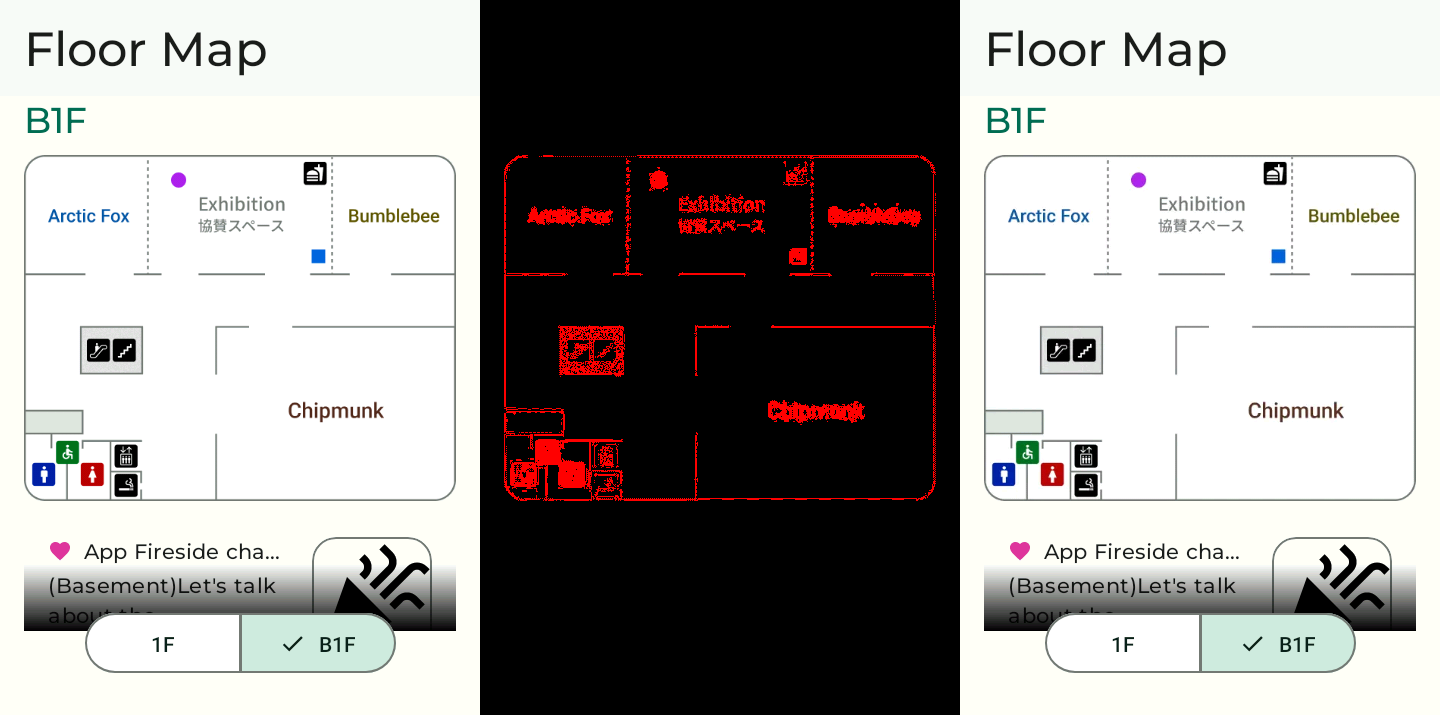 Floor Map
B1F
Exhibition
協賛スペース
Arctic Fox
Bumblebee
Chipmunk
App Fireside cha...
(Basement)Let's talk
about the
1F
B1F
Exhibition
協賛スペース
Arctic Fox
Bumblebee
Chipmunk
Floor Map
B1F
Exhibition
協賛スペース
Arctic Fox
Bumblebee
Chipmunk
App Fireside cha...
(Basement)Let's talk
about the
1F
B1F